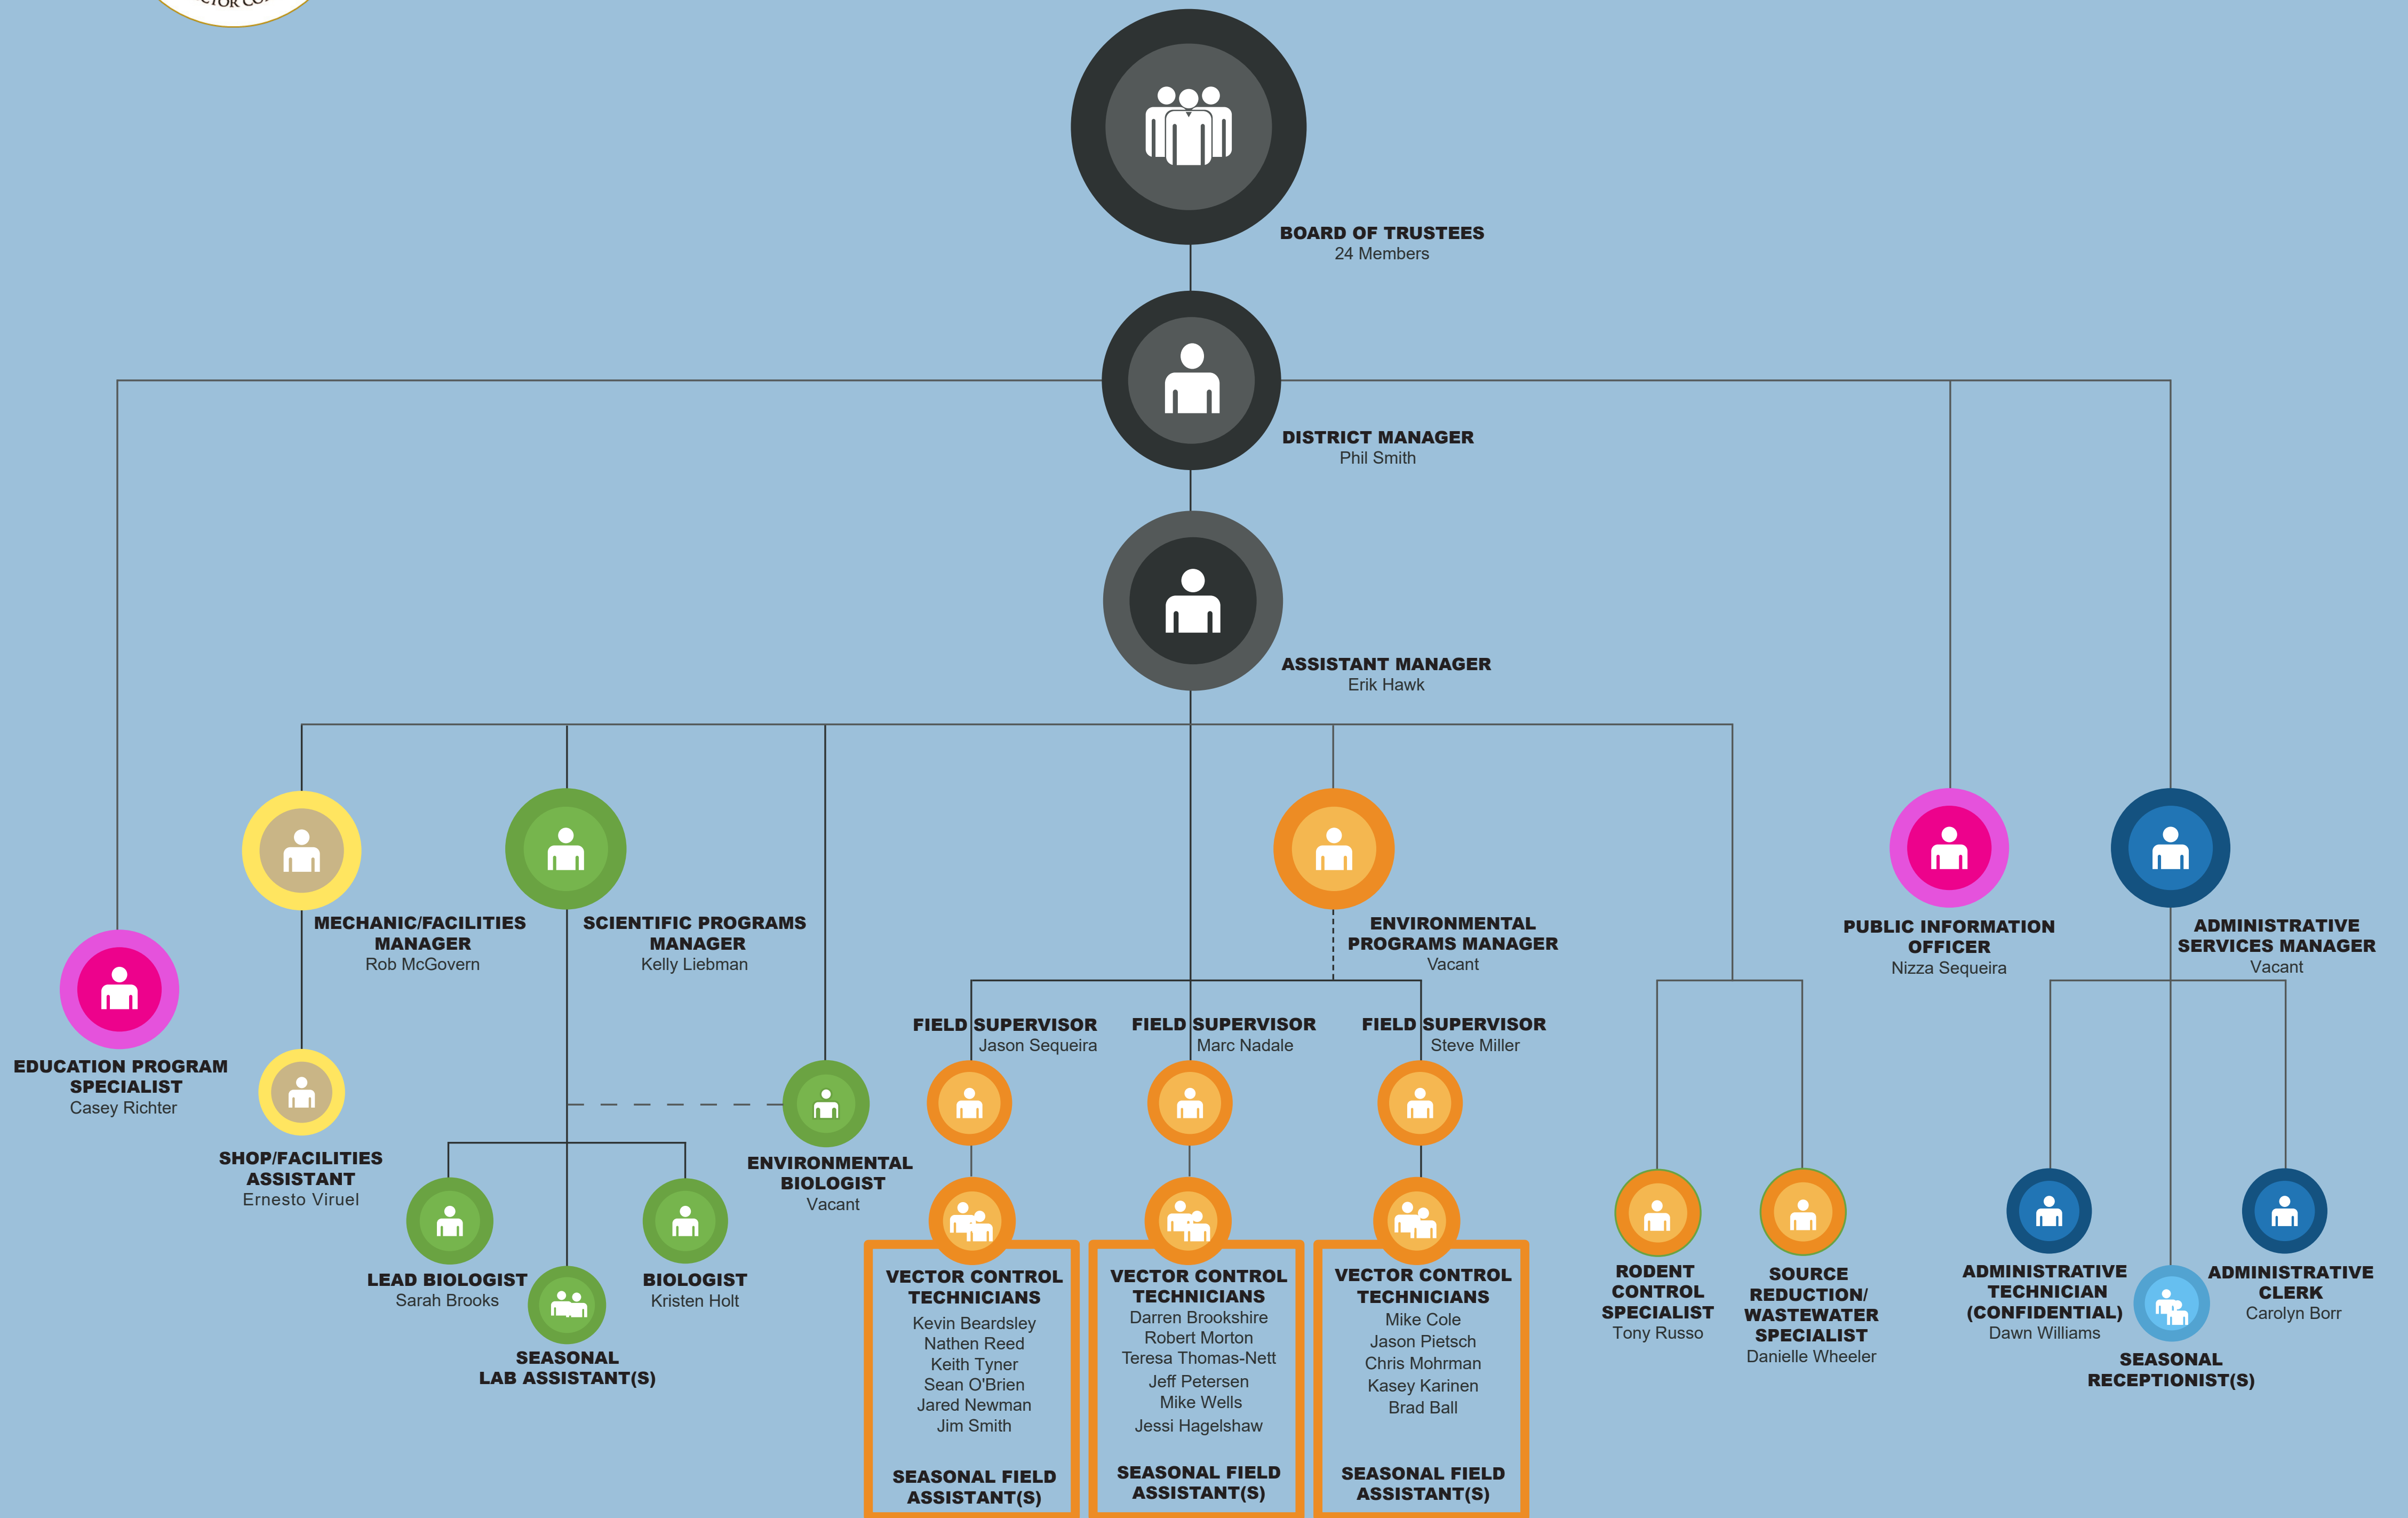 BOARD OF TRUSTEES
24 Members
DISTRICT MANAGER
Phil Smith
ASSISTANT MANAGER
Erik Hawk
MECHANIC/FACILITIES
MANAGER
Rob McGovern
SCIENTIFIC PROGRAMS
MANAGER
Kelly Liebman
ENVIRONMENTAL
PROGRAMS MANAGER
Vacant
PUBLIC INFORMATION
OFFICER
Nizza Sequeira
ADMINISTRATIVE
SERVICES MANAGER
Vacant
EDUCATION PROGRAM
SPECIALIST
Casey Richter
FIELD SUPERVISOR
Jason Sequeira
FIELD SUPERVISOR
Marc Nadale
FIELD SUPERVISOR
Steve Miller
SHOP/FACILITIES
ASSISTANT
Ernesto Viruel
ENVIRONMENTAL
BIOLOGIST
Vacant
LEAD BIOLOGIST
Sarah Brooks
BIOLOGIST
Kristen Holt
SEASONAL
LAB ASSISTANT(S)
VECTOR CONTROL
TECHNICIANS
Kevin Beardsley
Nathen Reed
Keith Tyner
Sean O'Brien
Jared Newman
Jim Smith
SEASONAL FIELD
ASSISTANT(S)
VECTOR CONTROL
TECHNICIANS
Darren Brookshire
Robert Morton
Teresa Thomas-Nett
Jeff Petersen
Mike Wells
Jessi Hagelshaw
SEASONAL FIELD
ASSISTANT(S)
VECTOR CONTROL
TECHNICIANS
Mike Cole
Jason Pietsch
Chris Mohrman
Kasey Karinen
Brad Ball
SEASONAL FIELD
ASSISTANT(S)
RODENT
CONTROL
SPECIALIST
Tony Russo
SOURCE
REDUCTION/
WASTEWATER
SPECIALIST
Danielle Wheeler
ADMINISTRATIVE
TECHNICIAN
(CONFIDENTIAL)
Dawn Williams
ADMINISTRATIVE
CLERK
Carolyn Borr
SEASONAL
RECEPTIONIST(S)